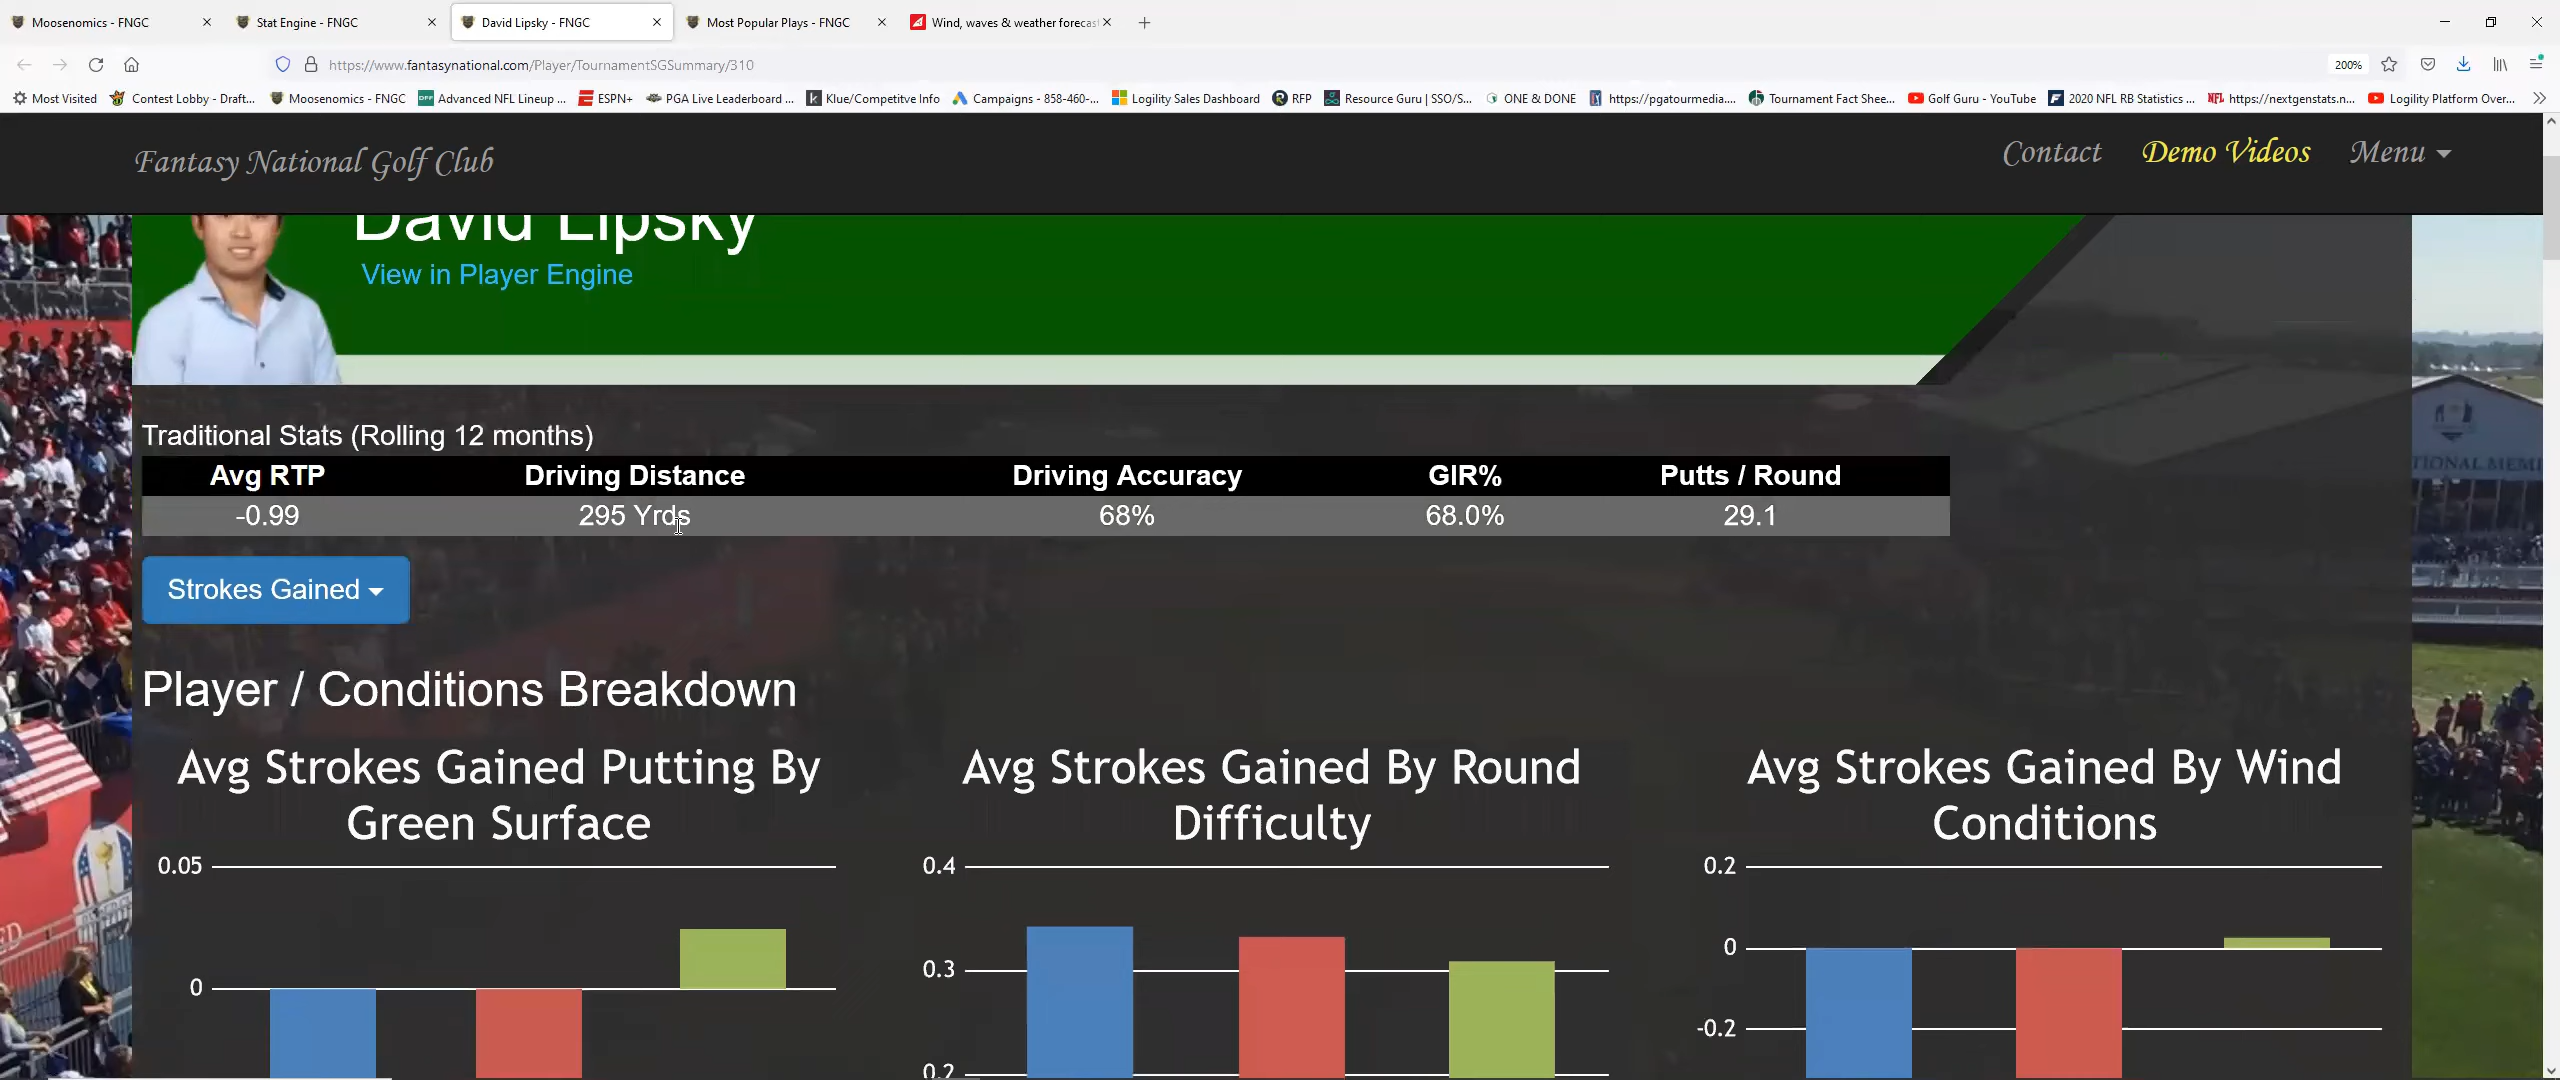 Moosenomics - FNGC
Stat Engine - FNGC
David Lipsky - FNGC
Most Popular Plays - FNGC
Wind, waves & weather forecas
https://www.fantasynational.com/Player/TournamentSGSummary/310
200%
Most Visited
Contest Lobby - Draft...
Moosenomics - FNGC
Advanced NFL Lineup ...
ESPN+
PGA Live Leaderboard ...
Klue/Competitve Info
Campaigns - 858-460-...
Logility Sales Dashboard
RFP
Resource Guru | SSO/S...
ONE & DONE
https://pgatourmedia....
Tournament Fact Shee...
Golf Guru - YouTube
2020 NFL RB Statistics ...
https://nextgenstats.n...
Logility Platform Over...
Fantasy National Golf Club
Contact
Demo Videos
Menu
David Lipsky
View in Player Engine
Traditional Stats (Rolling 12 months)
Avg RTP Driving Distance Driving Accuracy GIR% Putts / Round
-0.99 295 Yrds 68% 68.0% 29.1
Strokes Gained
Player / Conditions Breakdown
Avg Strokes Gained Putting By
Green Surface
0.05
0
Avg Strokes Gained By Round
Difficulty
0.4
0.3
0.2
Avg Strokes Gained By Wind
Conditions
0.2
0
-0.2